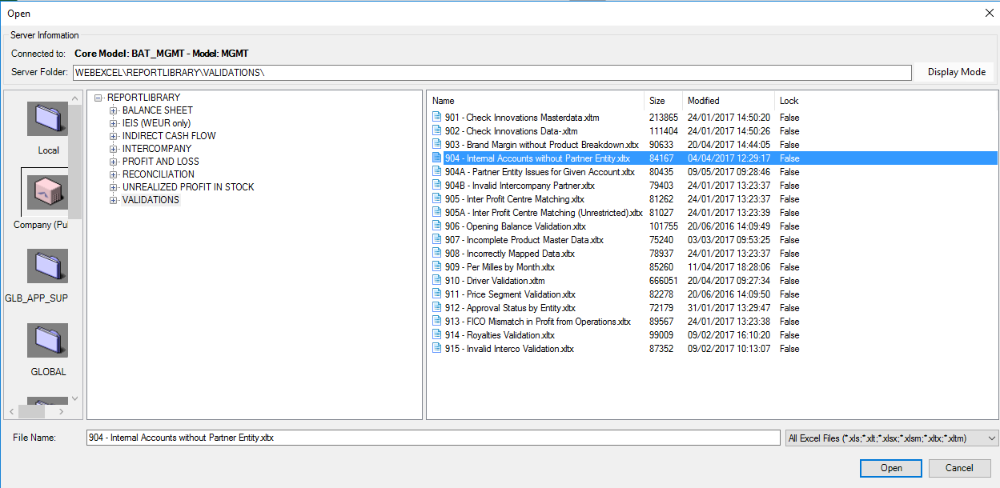 Open
Server Information
Connected to: Core Model: BAT_MGMT - Model: MGMT
Server Folder: WEBEXCEL\REPORTLIBRARY\VALIDATIONS\ Display Mode
Local
Company (Pul
GLB_APP_SUP
GLOBAL
REPORTLIBRARY
BALANCE SHEET
IEIS (WEUR only)
INDIRECT CASH FLOW
INTERCOMPANY
PROFIT AND LOSS
RECONCILIATION
UNREALIZED PROFIT IN STOCK
VALIDATIONS
Name Size Modified Lock
901 - Check Innovations Masterdata.xltm 213865 24/01/2017 14:50:20 False
902 - Check Innovations Data-.xltm 111404 24/01/2017 14:50:26 False
903 - Brand Margin without Product Breakdown.xltx 90633 20/04/2017 14:44:05 False
904 - Internal Accounts without Partner Entity.xltx 84167 04/04/2017 12:29:17 False
904A - Partner Entity Issues for Given Account.xltx 80435 09/05/2017 09:28:46 False
904B - Invalid Intercompany Partner.xltx 79403 24/01/2017 13:23:37 False
905 - Inter Profit Centre Matching.xltx 81262 24/01/2017 13:23:37 False
905A - Inter Profit Centre Matching (Unrestricted).xltx 81027 24/01/2017 13:23:39 False
906 - Opening Balance Validation.xltx 101755 20/06/2016 14:09:49 False
907 - Incomplete Product Master Data.xltx 75240 03/03/2017 09:53:25 False
908 - Incorrectly Mapped Data.xltx 78937 24/01/2017 13:23:37 False
909 - Per Milles by Month.xltx 85260 11/04/2017 18:28:06 False
910 - Driver Validation.xltm 666051 20/04/2017 09:27:34 False
911 - Price Segment Validation.xltx 82278 20/06/2016 14:09:50 False
912 - Approval Status by Entity.xltx 72179 31/01/2017 13:29:47 False
913 - FICO Mismatch in Profit from Operations.xltx 89567 24/01/2017 13:23:38 False
914 - Royalties Validation.xltx 99009 09/02/2017 16:10:20 False
915 - Invalid Interco Validation.xltx 87352 09/02/2017 10:13:07 False
File Name: 904 - Internal Accounts without Partner Entity.xltx All Excel Files (*.xls;*.xlt;*.xlsx;*.xlsm;*.xltx;*.xltm)
Open Cancel